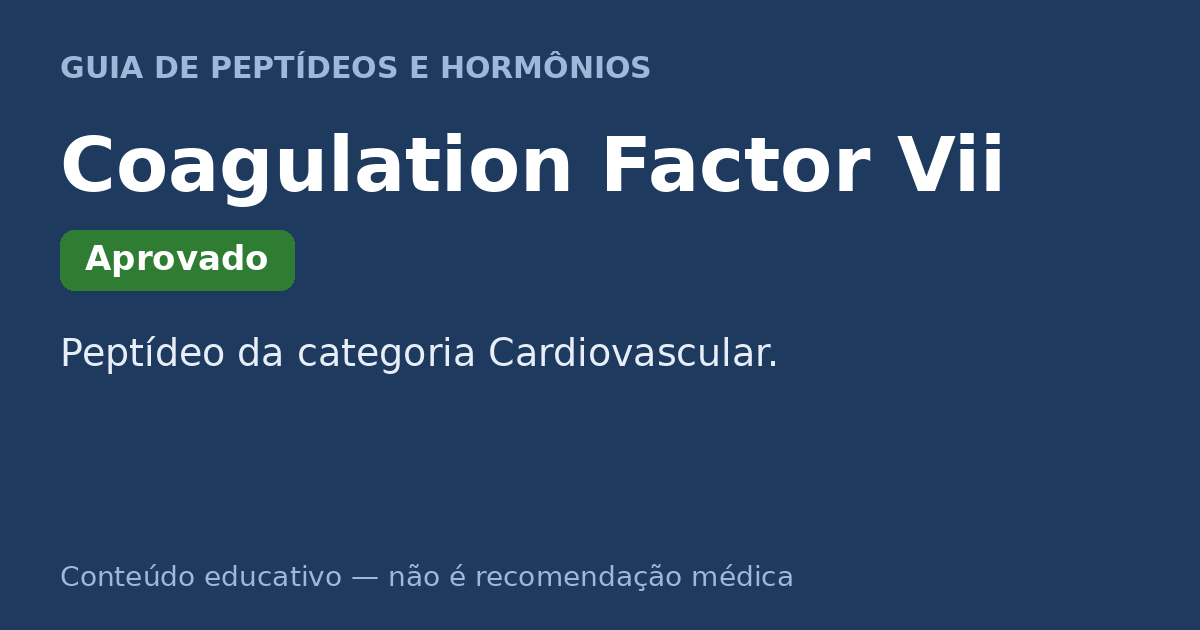 GUIA DE PEPTÍDEOS E HORMÔNIOS
Coagulation Factor Vii
Aprovado
Peptídeo da categoria Cardiovascular.
Conteúdo educativo — não é recomendação médica